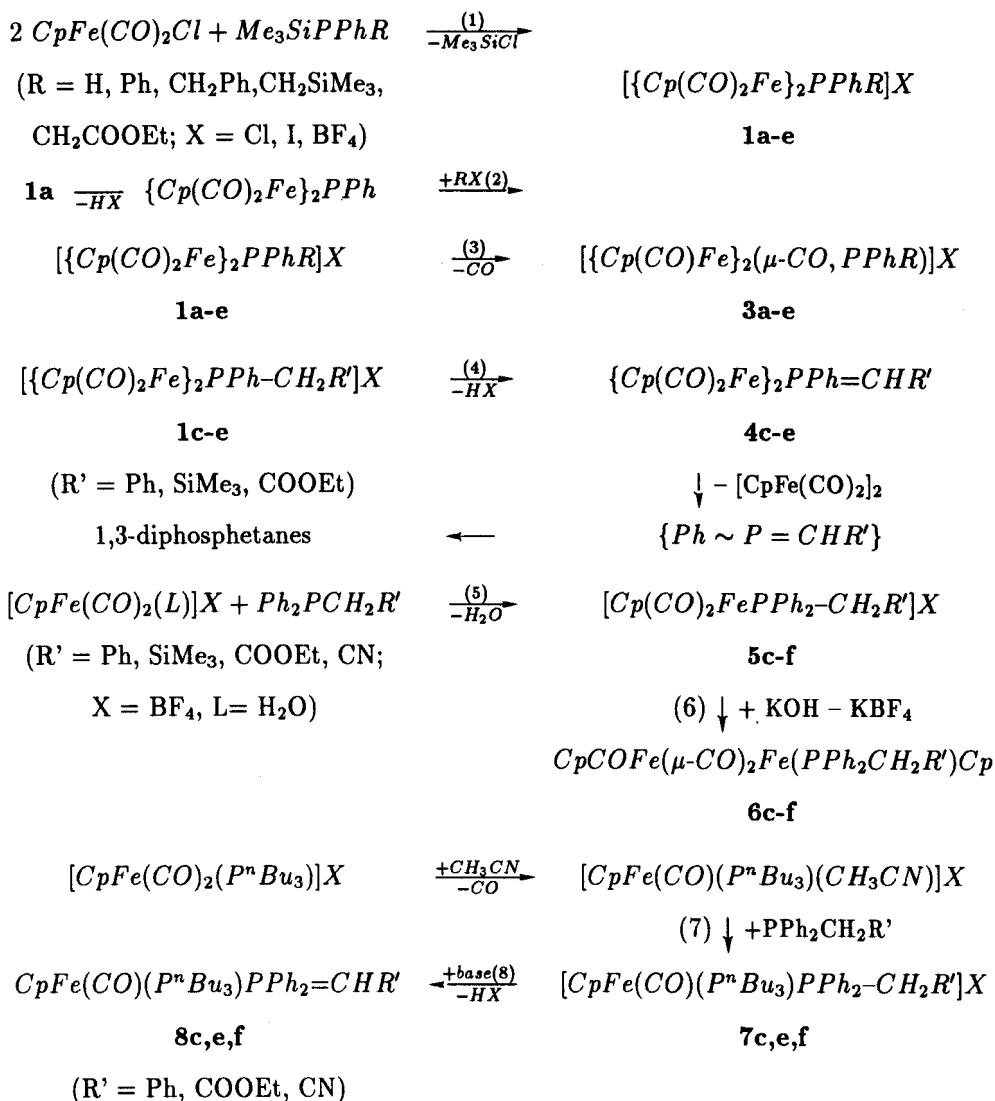 2 CpFe(CO)₂Cl + Me₃SiPPhR (1) −Me₃SiCl
(R = H, Ph, CH₂Ph,CH₂SiMe₃, [{Cp(CO)₂Fe}₂PPhR]X
CH₂COOEt; X = Cl, I, BF₄) 1a-e
1a −HX {Cp(CO)₂Fe}₂PPh +RX(2)
[{Cp(CO)₂Fe}₂PPhR]X (3) −CO [{Cp(CO)Fe}₂(μ-CO, PPhR)]X
1a-e 3a-e
[{Cp(CO)₂Fe}₂PPh–CH₂R′]X (4) −HX {Cp(CO)₂Fe}₂PPh=CHR′
1c-e 4c-e
(R’ = Ph, SiMe₃, COOEt) ↓ – [CpFe(CO)₂]₂
1,3-diphosphetanes ← {Ph ∼ P = CHR′}
[CpFe(CO)₂(L)]X + Ph₂PCH₂R′ (5) −H₂O [Cp(CO)₂FePPh₂–CH₂R′]X
(R’ = Ph, SiMe₃, COOEt, CN; 5c-f
X = BF₄, L= H₂O) (6) ↓ + KOH – KBF₄
CpCOFe(μ-CO)₂Fe(PPh₂CH₂R′)Cp
6c-f
[CpFe(CO)₂(PⁿBu₃)]X +CH₃CN −CO [CpFe(CO)(PⁿBu₃)(CH₃CN)]X
(7) ↓ +PPh₂CH₂R’
CpFe(CO)(PⁿBu₃)PPh₂=CHR′ +base(8) −HX [CpFe(CO)(PⁿBu₃)PPh₂–CH₂R′]X
8c,e,f 7c,e,f
(R’ = Ph, COOEt, CN)